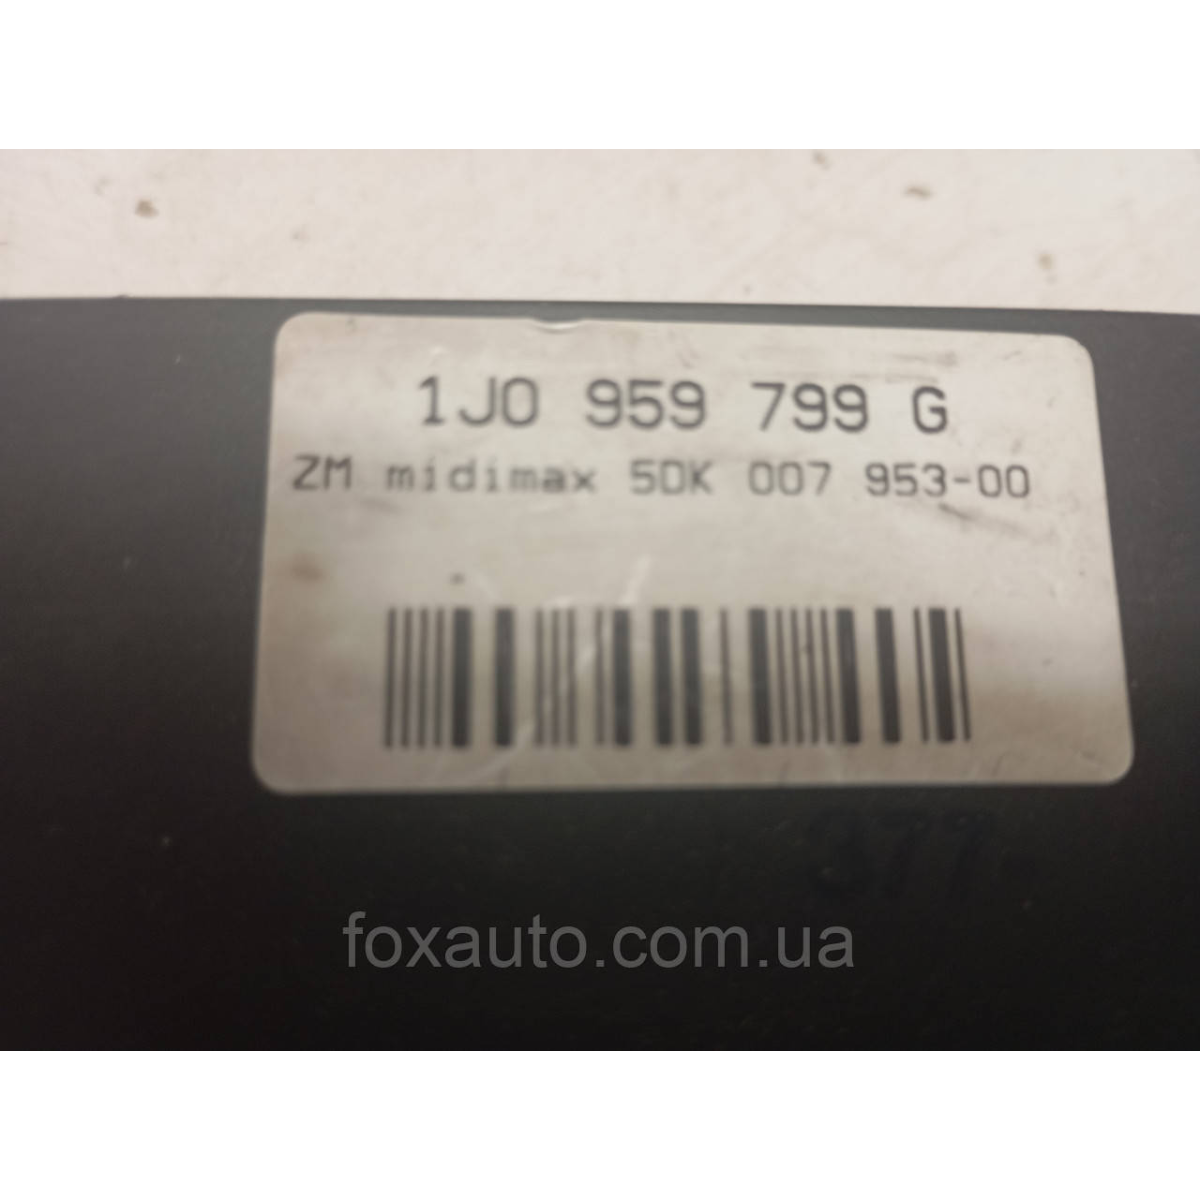 1J0 959 799 G
ZM midimax 5DK 007 953-00
foxauto.com.ua